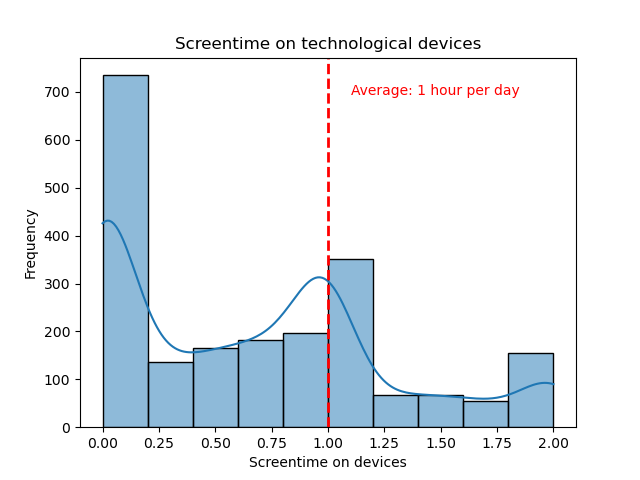 Screentime on technological devices
Average: 1 hour per day
Frequency
700
600
500
400
300
200
100
0
0.00 0.25 0.50 0.75 1.00 1.25 1.50 1.75 2.00
Screentime on devices